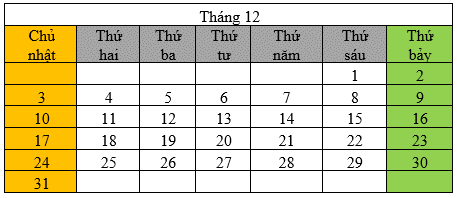 Tháng 12
Chủ nhật Thứ hai Thứ ba Thứ tư Thứ năm Thứ sáu Thứ bảy
1 2
3 4 5 6 7 8 9
10 11 12 13 14 15 16
17 18 19 20 21 22 23
24 25 26 27 28 29 30
31